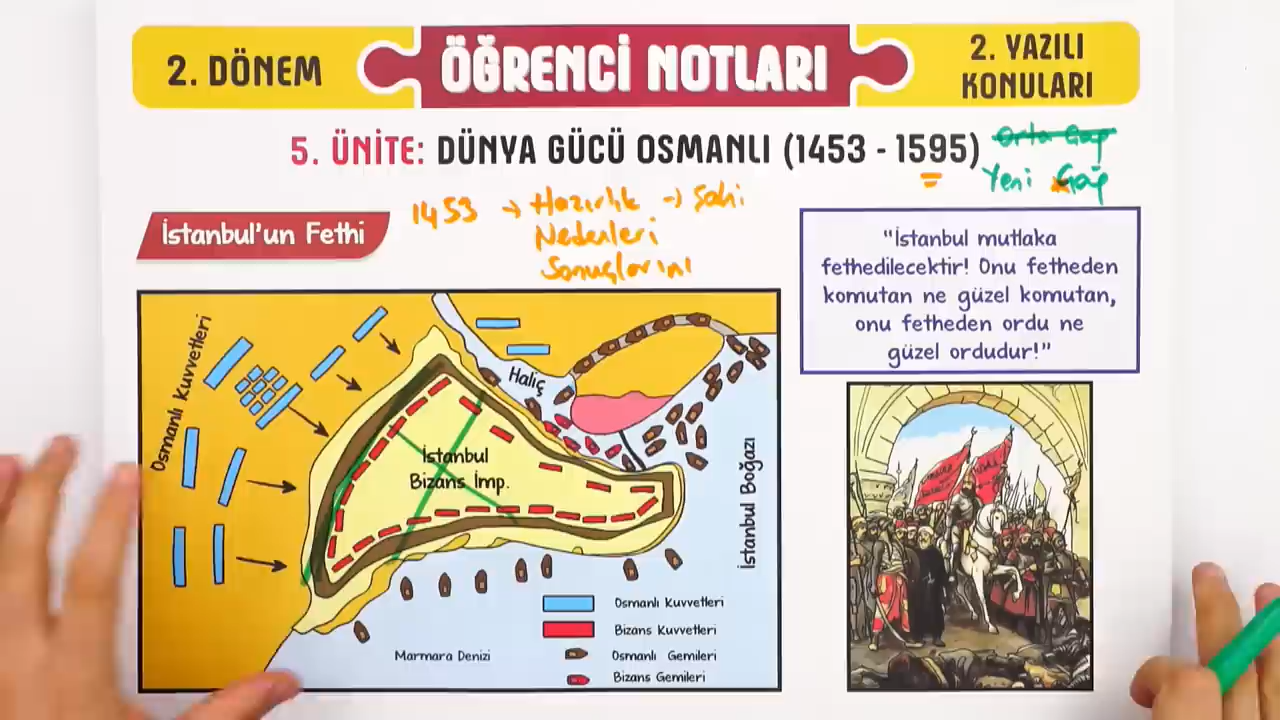 2. DÖNEM
ÖĞRENCİ NOTLARI
2. YAZILI
KONULARI
5. ÜNİTE: DÜNYA GÜCÜ OSMANLI (1453 - 1595)
Orta Çağ
Yeni Çağ
İstanbul'un Fethi
1453 → Hazırlık → Şahi
Nedenleri
Sonuçlarını
"İstanbul mutlaka
fethedilecektir! Onu fetheden
komutan ne güzel komutan,
onu fetheden ordu ne
güzel ordudur!"
Osmanlı Kuvvetleri
Osmanlı Kuvvetleri
Haliç
İstanbul
Bizans İmp.
İstanbul Boğazı
Marmara Denizi
Osmanlı Kuvvetleri
Bizans Kuvvetleri
Osmanlı Gemileri
Bizans Gemileri